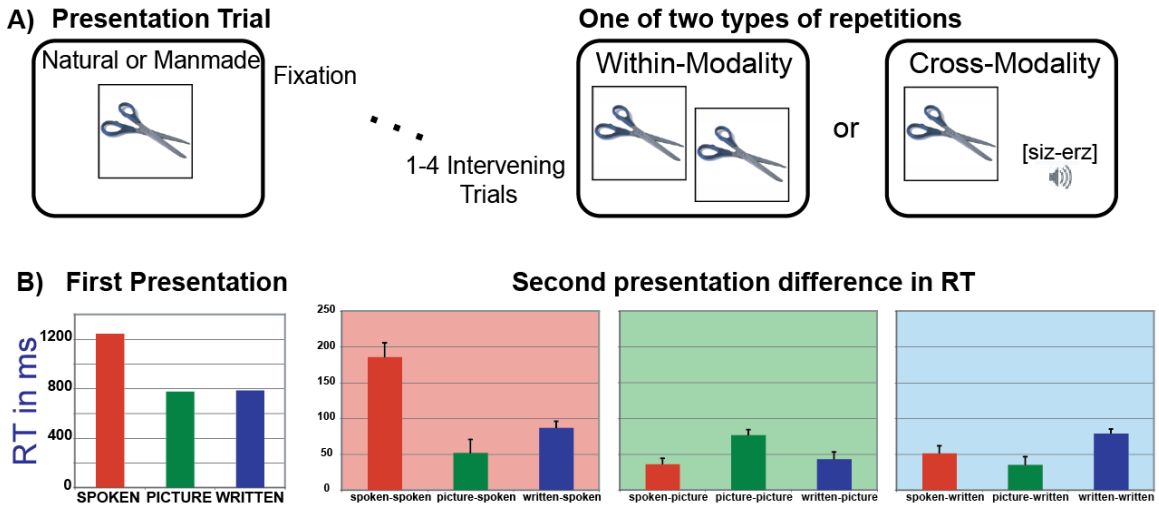 A) Presentation Trial
One of two types of repetitions
Natural or Manmade
Fixation
1-4 Intervening
Trials
Within-Modality
or
Cross-Modality
[siz-erz]
B) First Presentation
Second presentation difference in RT
RT in ms
1200
800
400
0
SPOKEN PICTURE WRITTEN
250
200
150
100
50
0
spoken-spoken picture-spoken written-spoken
spoken-picture picture-picture written-picture
spoken-written picture-written written-written